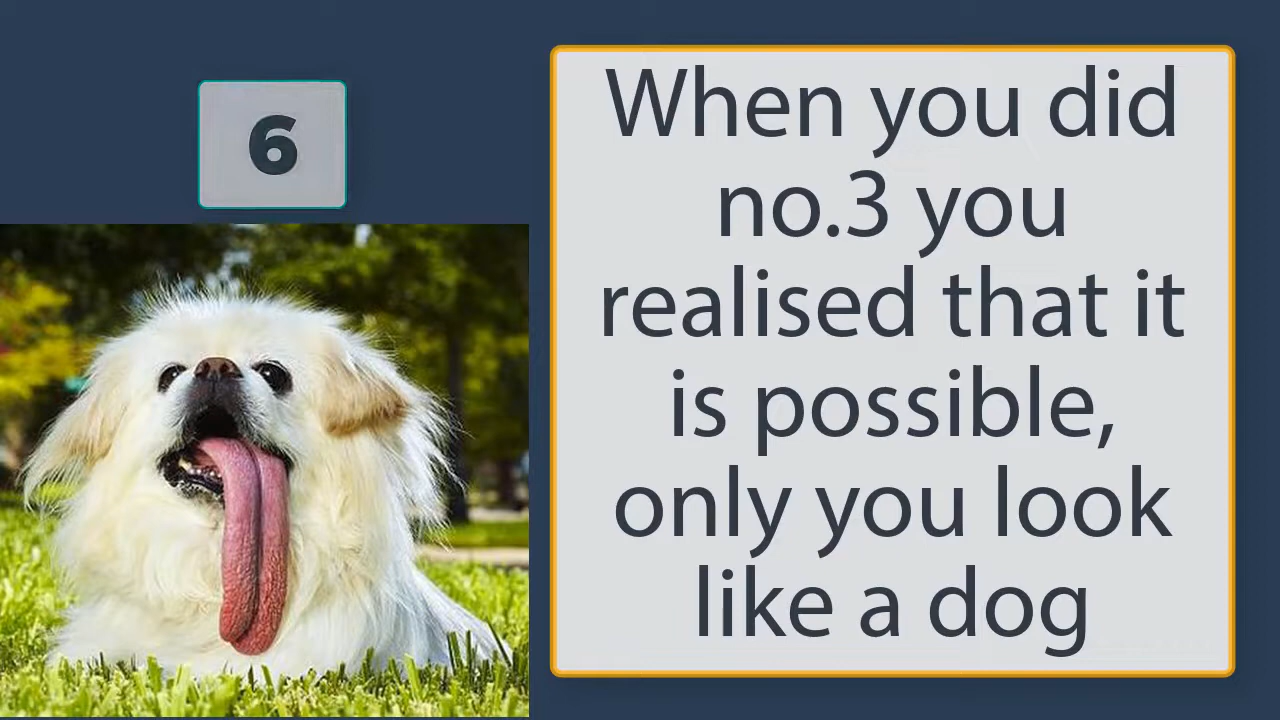 6
When you did
no.3 you
realised that it
is possible,
only you look
like a dog